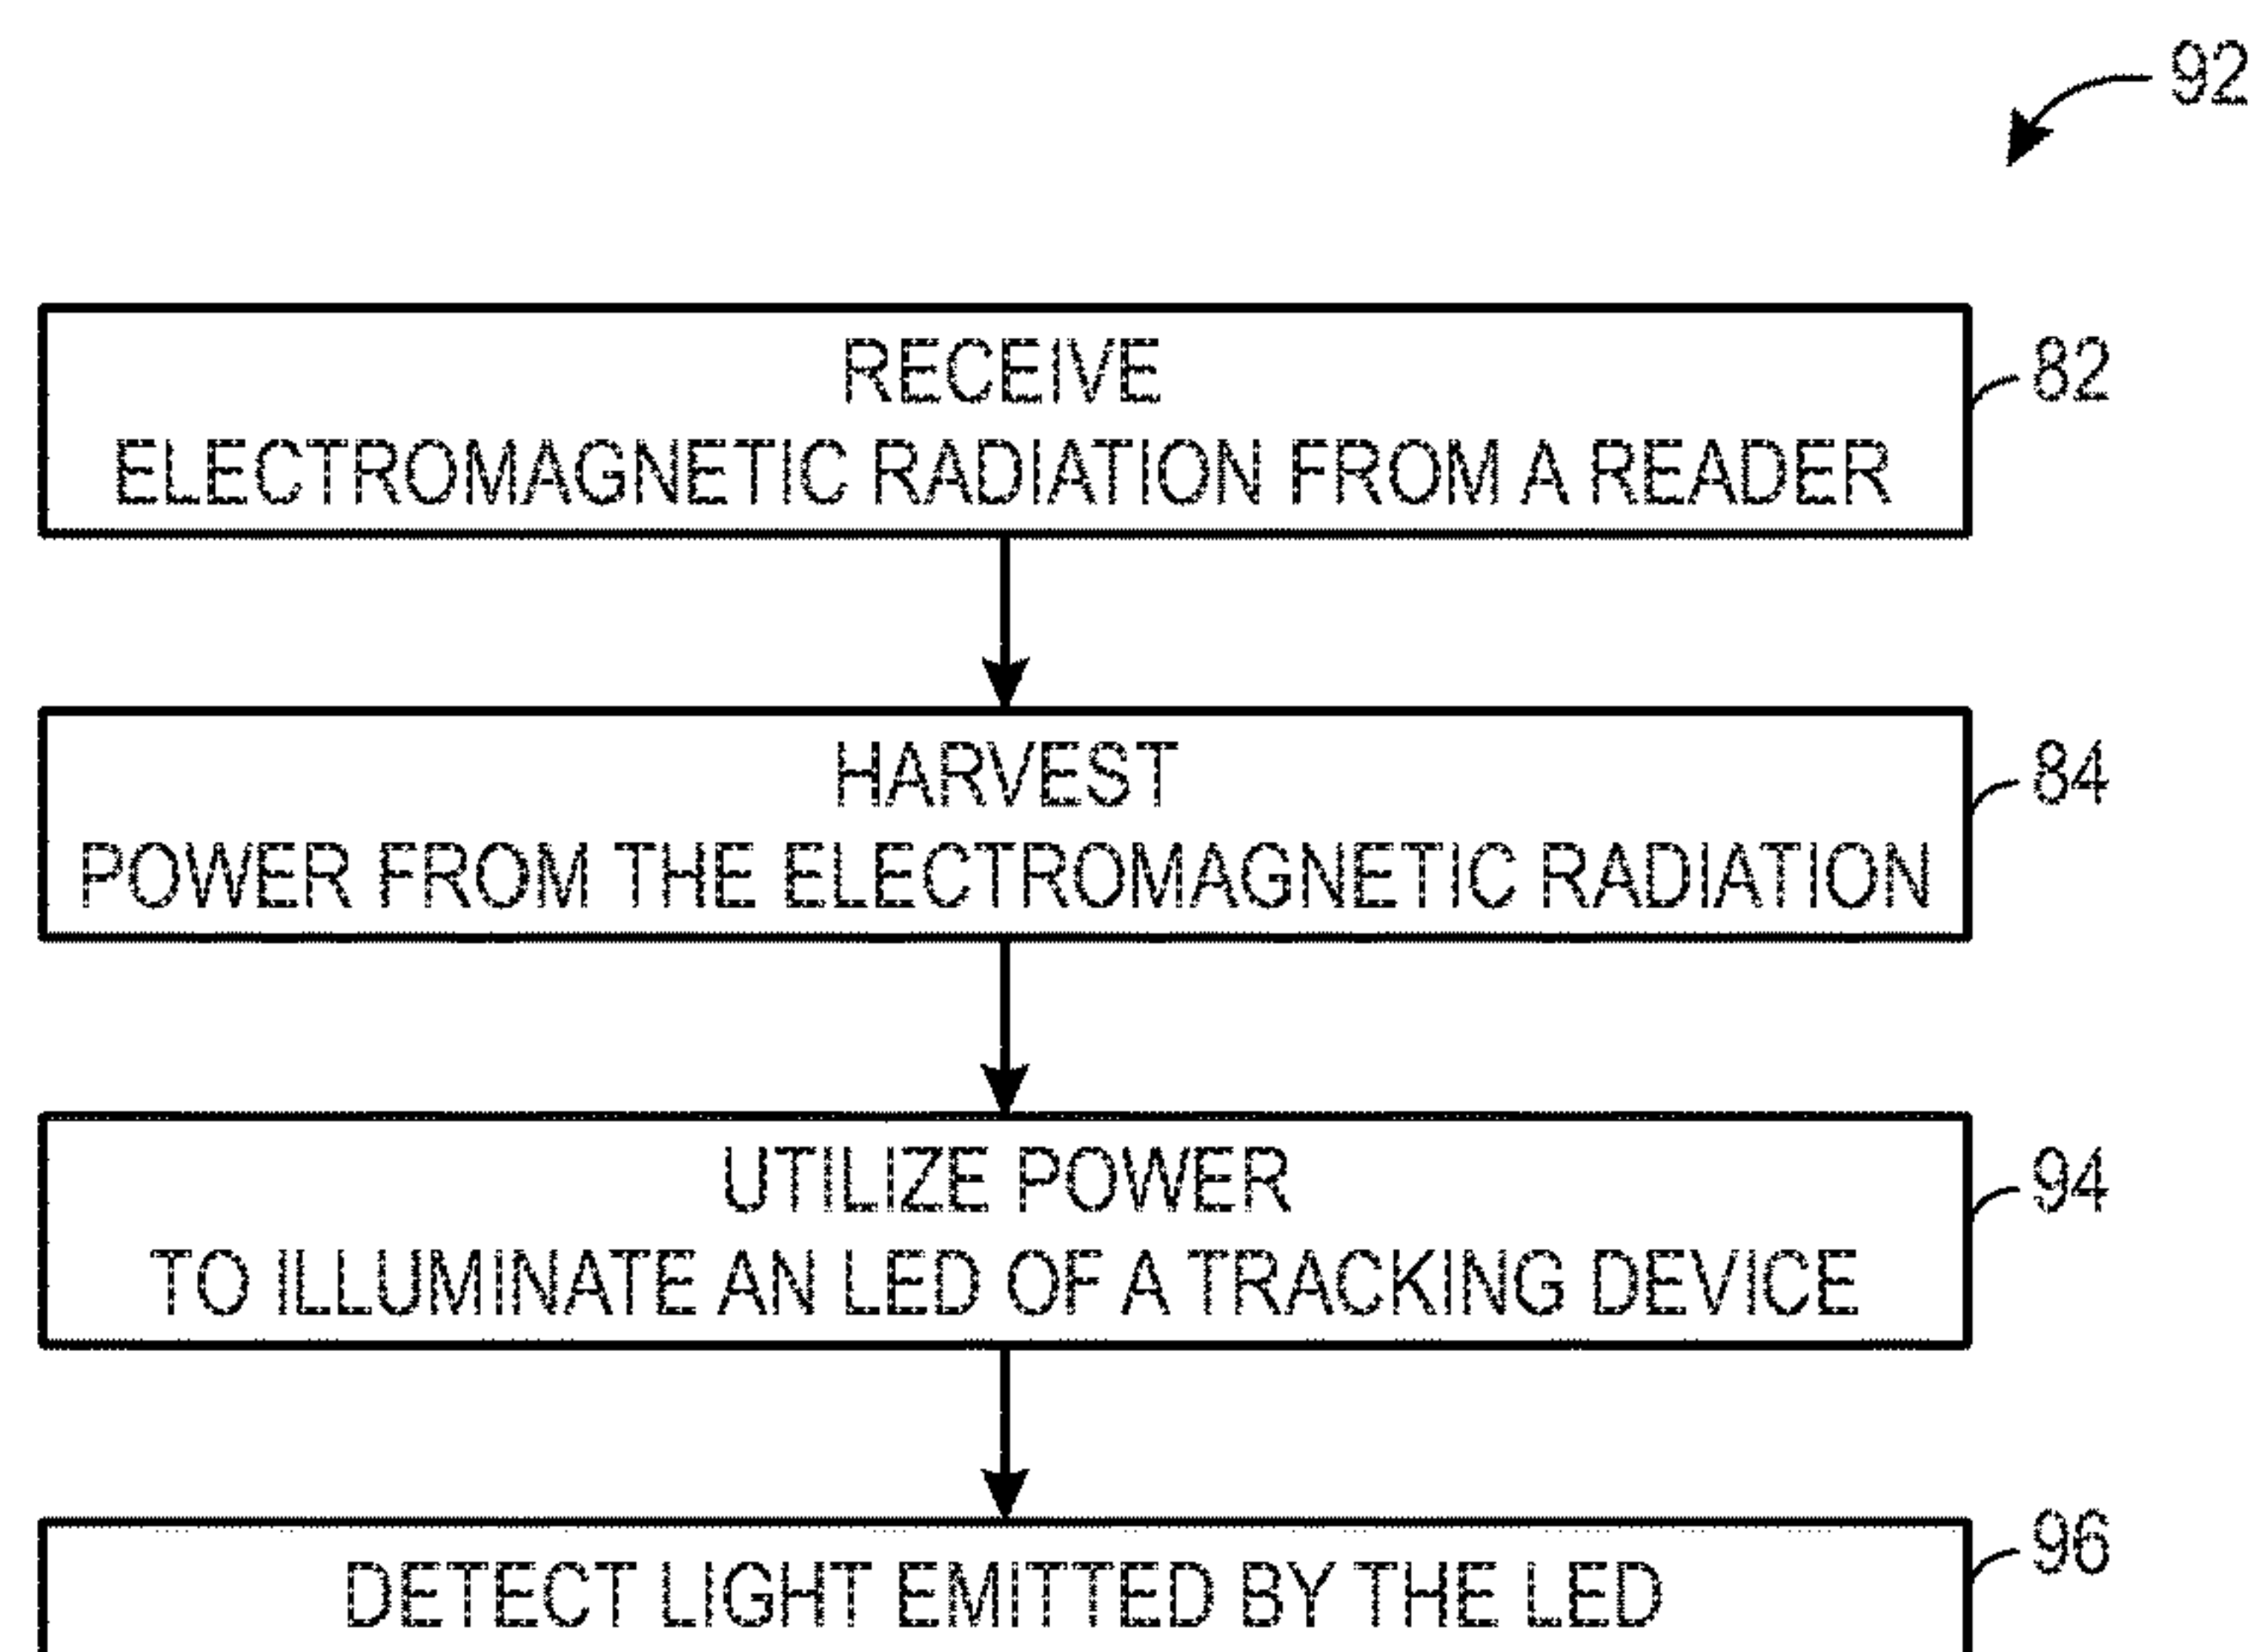 92
RECEIVE
ELECTROMAGNETIC RADIATION FROM A READER
82
HARVEST
POWER FROM THE ELECTROMAGNETIC RADIATION
84
UTILIZE POWER
TO ILLUMINATE AN LED OF A TRACKING DEVICE
94
DETECT LIGHT EMITTED BY THE LED
96